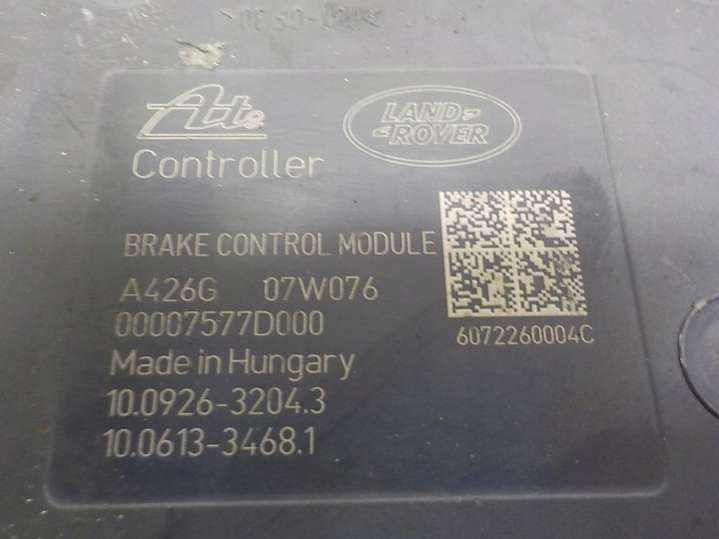 Ate
LAND-
-ROVER
Controller
BRAKE CONTROL MODULE
A426G 07W076
00007577D000
6072260004C
Made in Hungary
10.0926-3204.3
10.0613-3468.1